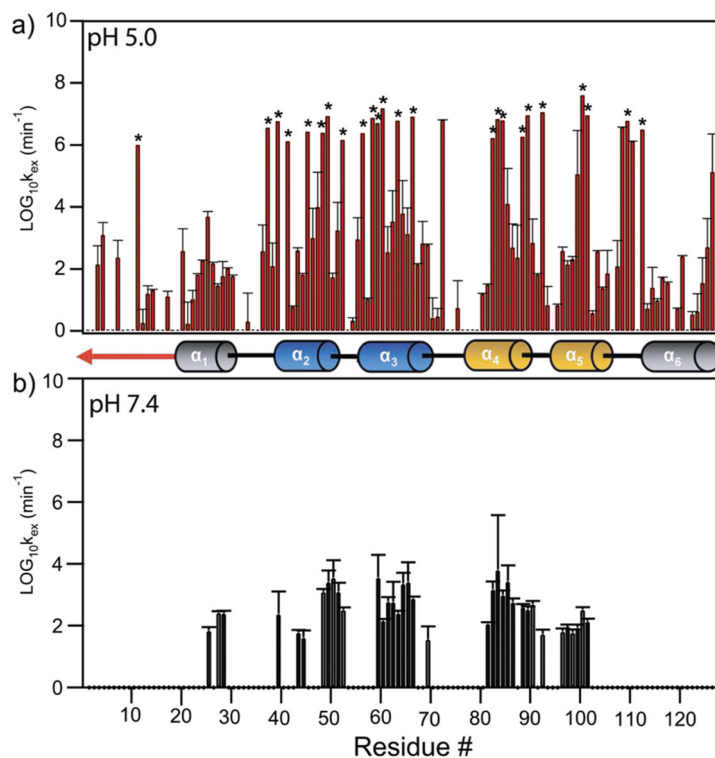 a)
pH 5.0
LOG₁₀kₑₓ (min⁻¹)
10
8
6
4
2
0
* * * * * * * * * * * * * * * * * * * * * * * *
α₁ α₂ α₃ α₄ α₅ α₆
b)
pH 7.4
LOG₁₀kₑₓ (min⁻¹)
10
8
6
4
2
0
10 20 30 40 50 60 70 80 90 100 110 120
Residue #